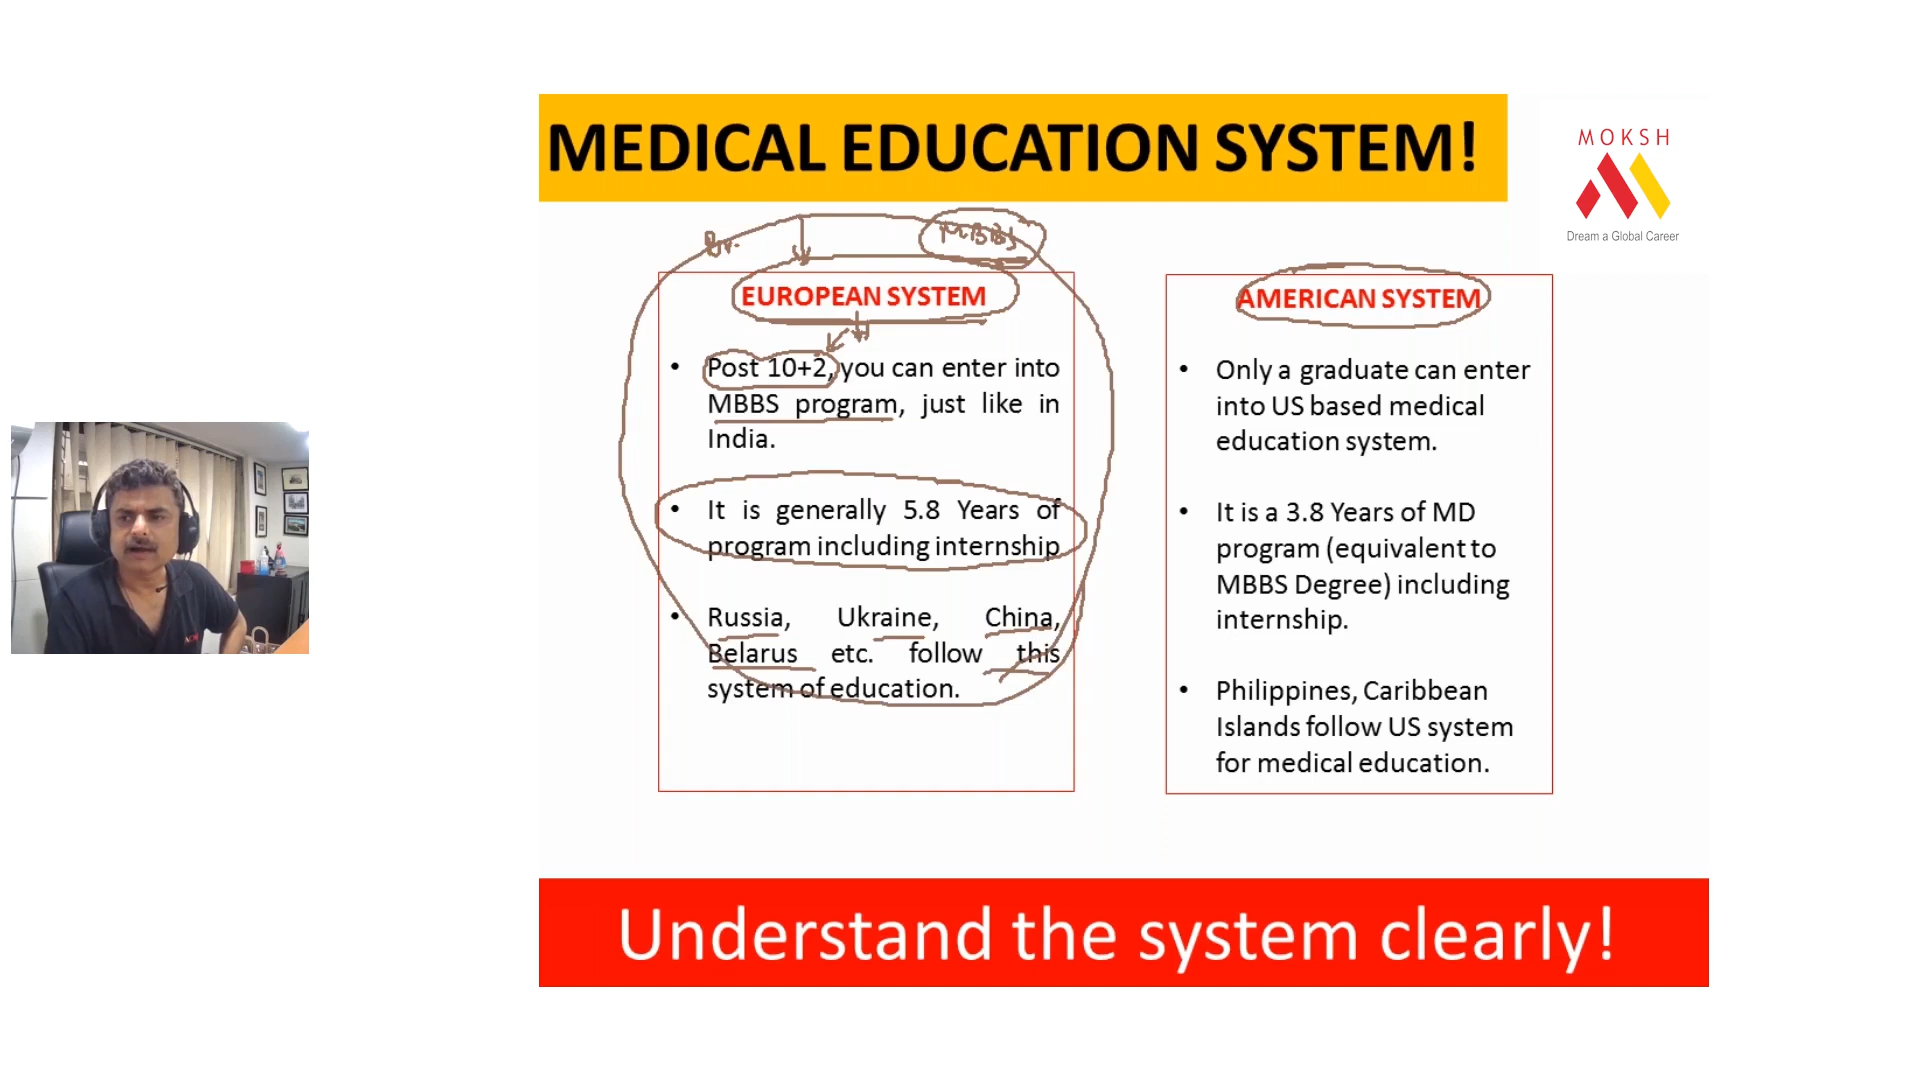 MEDICAL EDUCATION SYSTEM!
MOKSH
Dream a Global Career
MBBS
EUROPEAN SYSTEM
• Post 10+2, you can enter into
MBBS program, just like in
India.
• It is generally 5.8 Years of
program including internship
• Russia, Ukraine, China,
Belarus etc. follow this
system of education.
AMERICAN SYSTEM
• Only a graduate can enter
into US based medical
education system.
• It is a 3.8 Years of MD
program (equivalent to
MBBS Degree) including
internship.
• Philippines, Caribbean
Islands follow US system
for medical education.
Understand the system clearly!